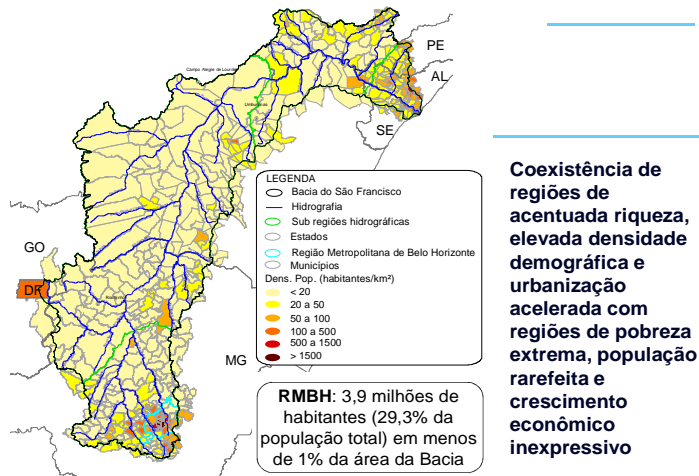 PE
AL
SE
Campo Alegre de Lourdes
GO
DF
MG
LEGENDA
Bacia do São Francisco
Hidrografia
Sub regiões hidrográficas
Estados
Região Metropolitana de Belo Horizonte
Municípios
Dens. Pop. (habitantes/km²)
< 20
20 a 50
50 a 100
100 a 500
500 a 1500
> 1500
RMBH: 3,9 milhões de
habitantes (29,3% da
população total) em menos
de 1% da área da Bacia
Coexistência de
regiões de
acentuada riqueza,
elevada densidade
demográfica e
urbanização
acelerada com
regiões de pobreza
extrema, população
rarefeita e
crescimento
econômico
inexpressivo